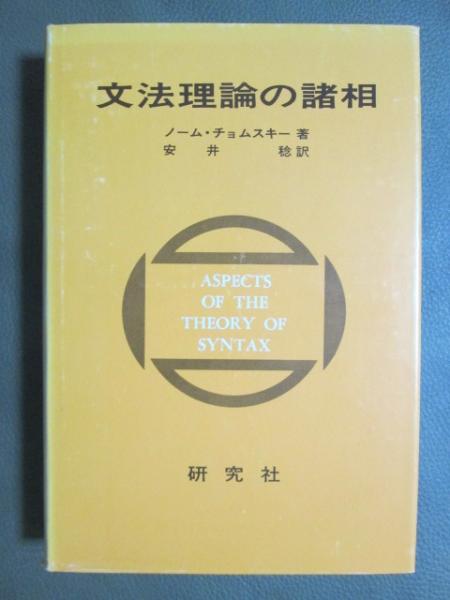 文法理論の諸相
ノーム・チョムスキー 著
安井 稔 訳
ASPECTS
OF THE
THEORY OF
SYNTAX
研究社